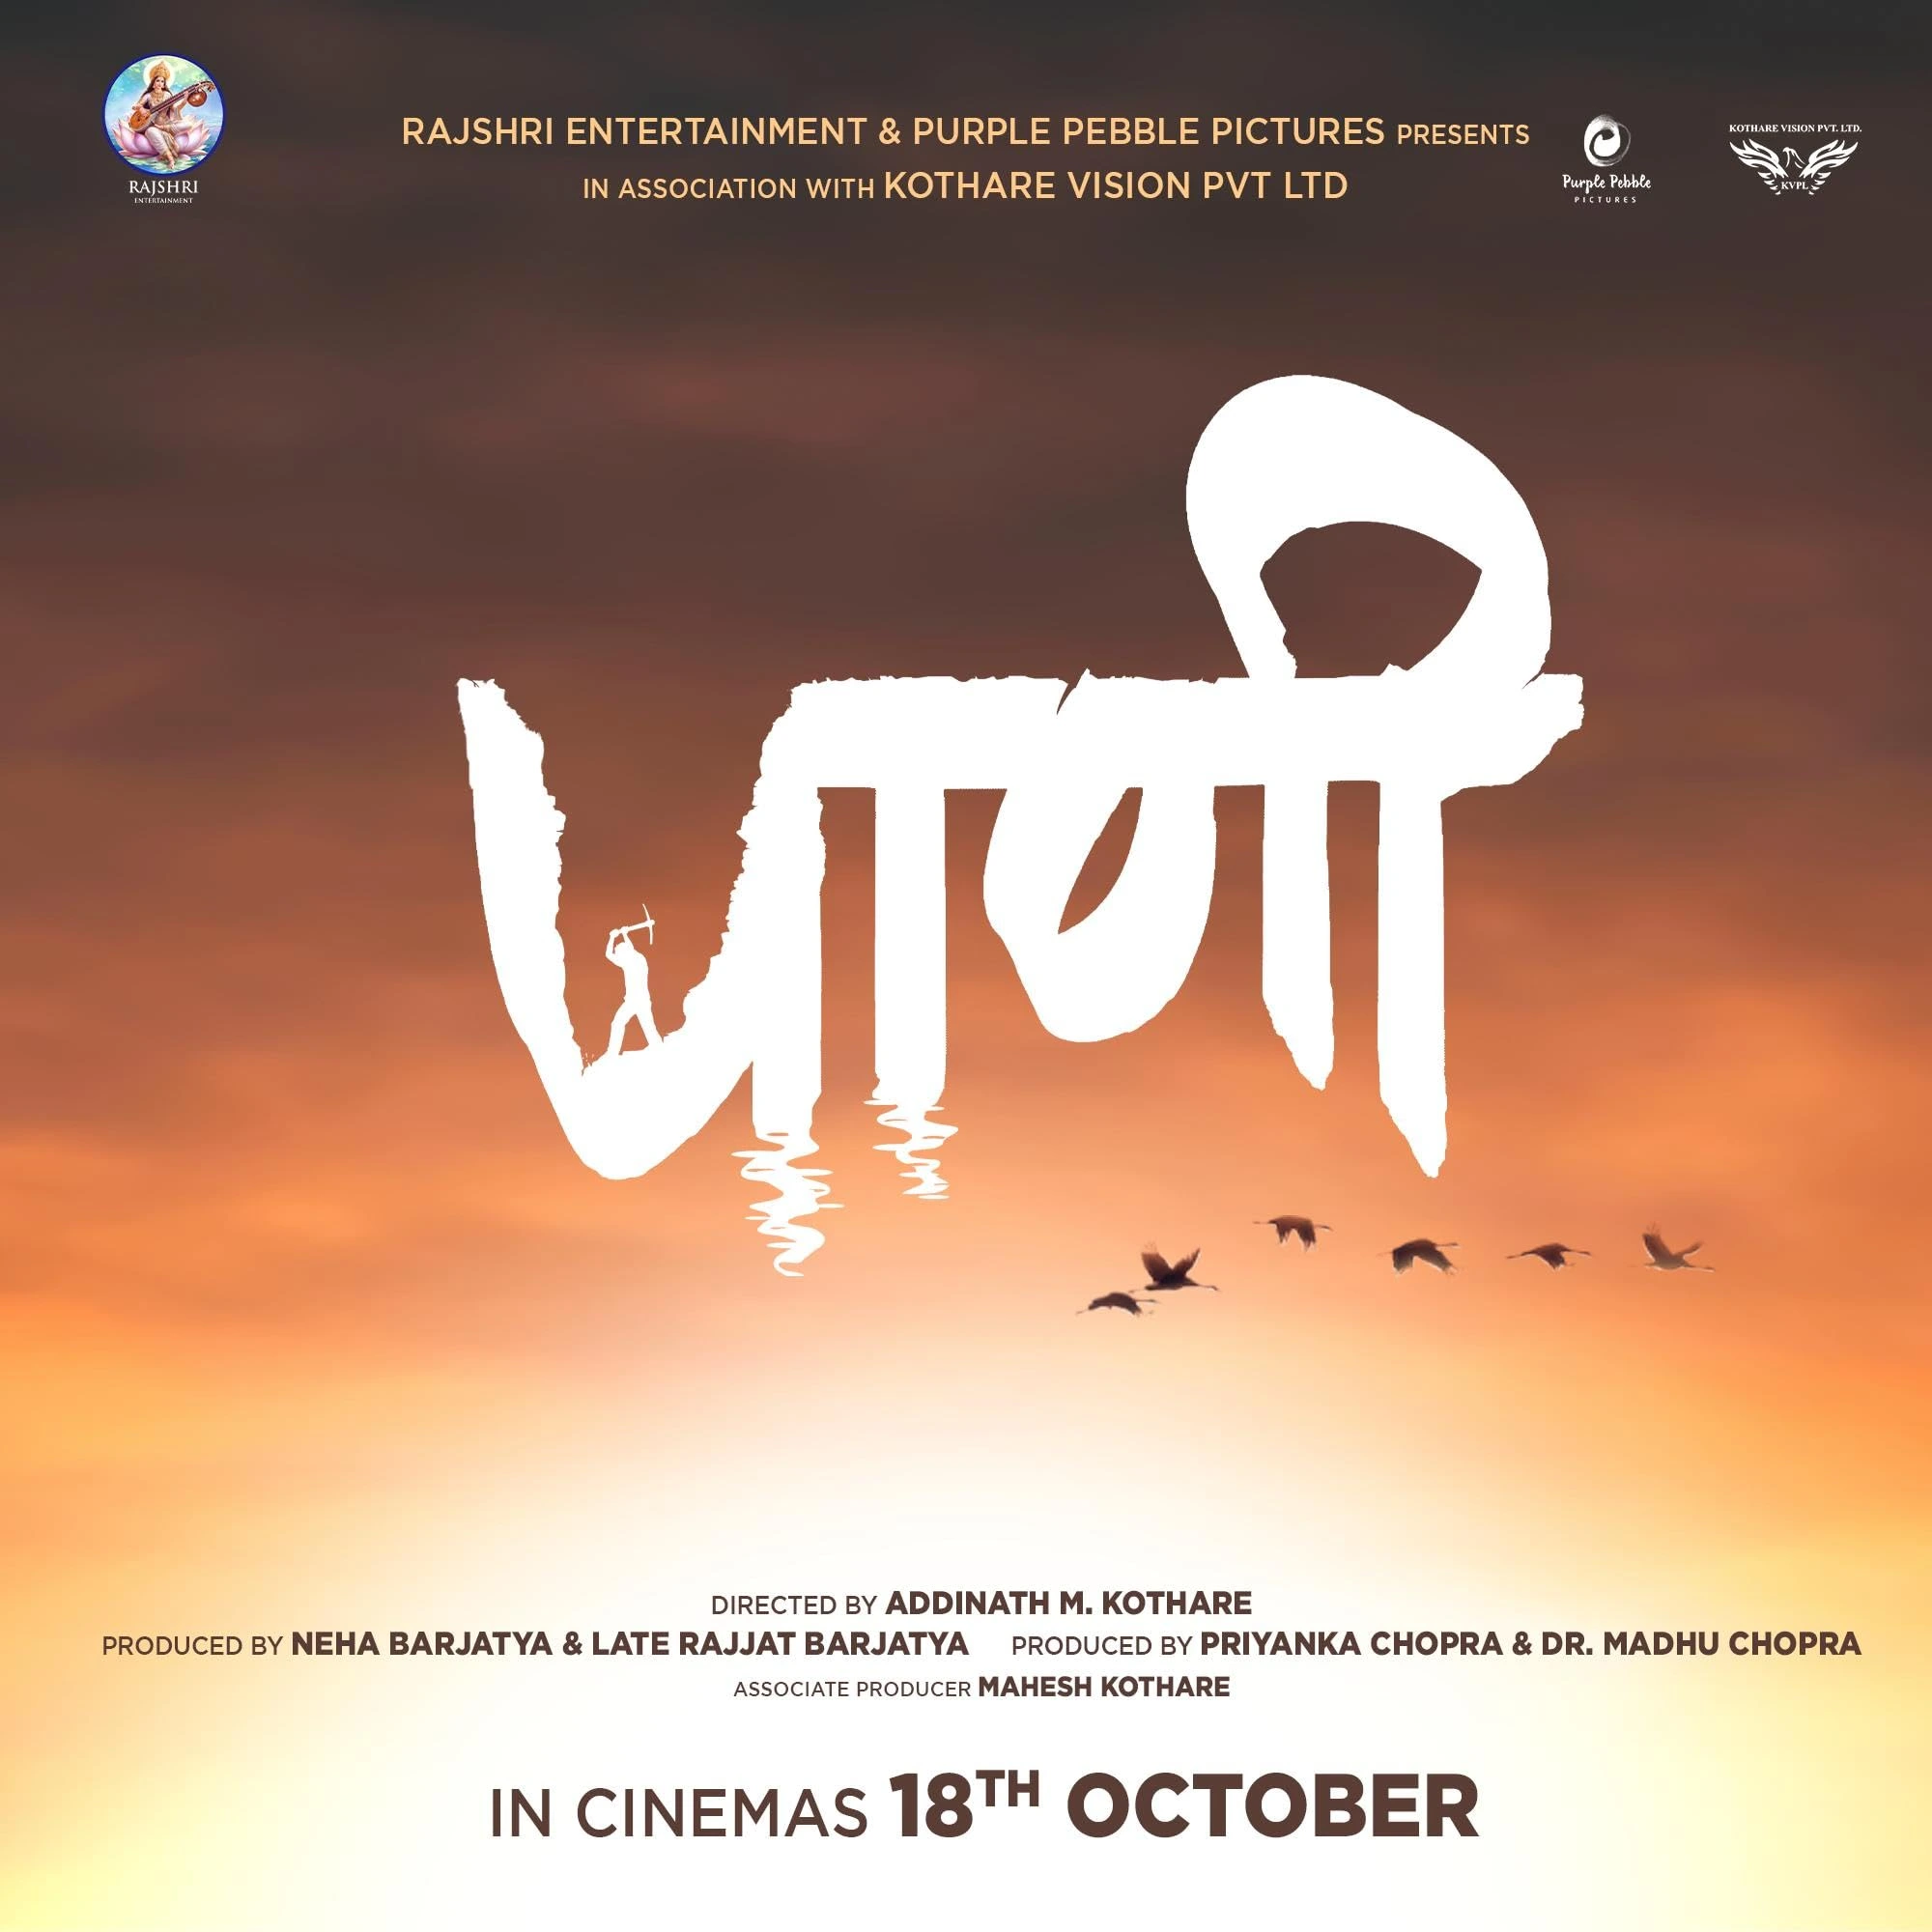 RAJSHRI
ENTERTAINMENT
RAJSHRI ENTERTAINMENT & PURPLE PEBBLE PICTURES PRESENTS
IN ASSOCIATION WITH KOTHARE VISION PVT LTD
Purple Pebble
PICTURES
KOTHARE VISION PVT. LTD.
KVPL
पाणी
DIRECTED BY ADDINATH M. KOTHARE
PRODUCED BY NEHA BARJATYA & LATE RAJJAT BARJATYA PRODUCED BY PRIYANKA CHOPRA & DR. MADHU CHOPRA
ASSOCIATE PRODUCER MAHESH KOTHARE
IN CINEMAS 18TH OCTOBER